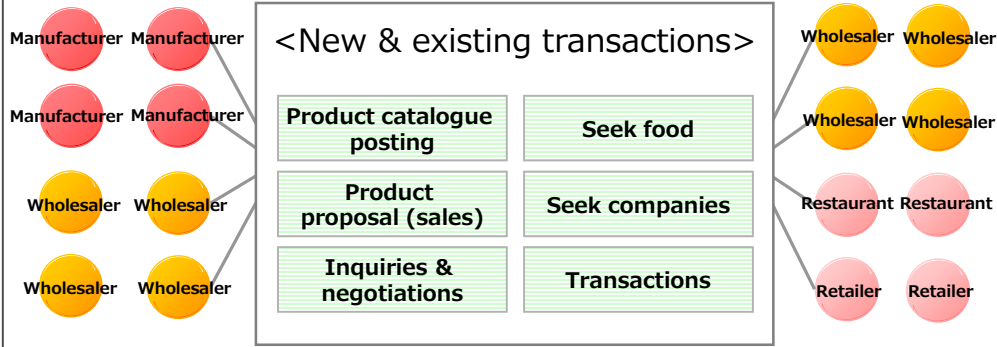 Manufacturer Manufacturer
Manufacturer Manufacturer
Wholesaler Wholesaler
Wholesaler Wholesaler
<New & existing transactions>
Product catalogue
posting
Seek food
Product
proposal (sales)
Seek companies
Inquiries &
negotiations
Transactions
Wholesaler Wholesaler
Wholesaler Wholesaler
Restaurant Restaurant
Retailer Retailer